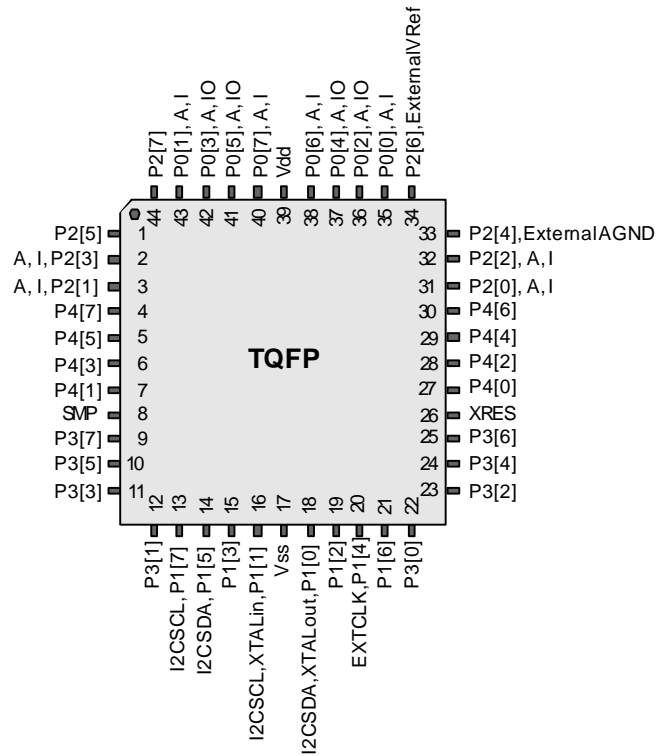 P2[7]
P0[1], A, I
P0[3], A, IO
P0[5], A, IO
P0[7], A, I
Vdd
P0[6], A, I
P0[4], A, IO
P0[2], A, IO
P0[0], A, I
P2[6], ExternalVRef
44 43 42 41 40 39 38 37 36 35 34
P2[5] 1
A, I, P2[3] 2
A, I, P2[1] 3
P4[7] 4
P4[5] 5
P4[3] 6
P4[1] 7
SMP 8
P3[7] 9
P3[5] 10
P3[3] 11
TQFP
33 P2[4], ExternalAGND
32 P2[2], A, I
31 P2[0], A, I
30 P4[6]
29 P4[4]
28 P4[2]
27 P4[0]
26 XRES
25 P3[6]
24 P3[4]
23 P3[2]
12 13 14 15 16 17 18 19 20 21 22
P3[1]
I2CSCL, P1[7]
I2CSDA, P1[5]
P1[3]
I2CSCL, XTALin, P1[1]
Vss
I2CSDA, XTALout, P1[0]
P1[2]
EXTCLK, P1[4]
P1[6]
P3[0]